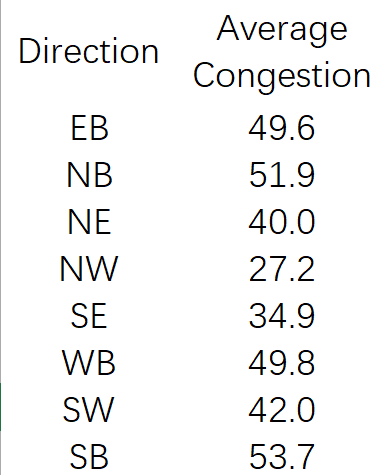 Direction Average Congestion
EB 49.6
NB 51.9
NE 40.0
NW 27.2
SE 34.9
WB 49.8
SW 42.0
SB 53.7